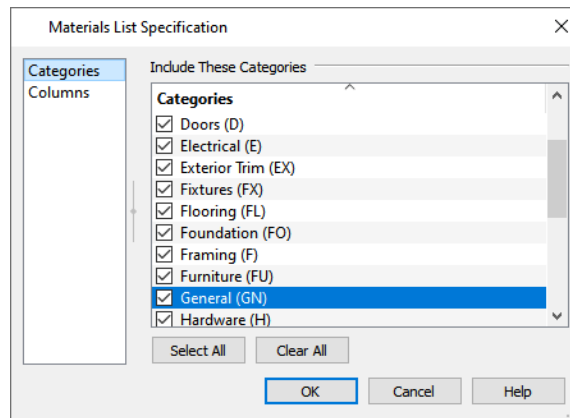 Materials List Specification
Categories
Columns
Include These Categories
Categories
Doors (D)
Electrical (E)
Exterior Trim (EX)
Fixtures (FX)
Flooring (FL)
Foundation (FO)
Framing (F)
Furniture (FU)
General (GN)
Hardware (H)
Select All
Clear All
OK
Cancel
Help